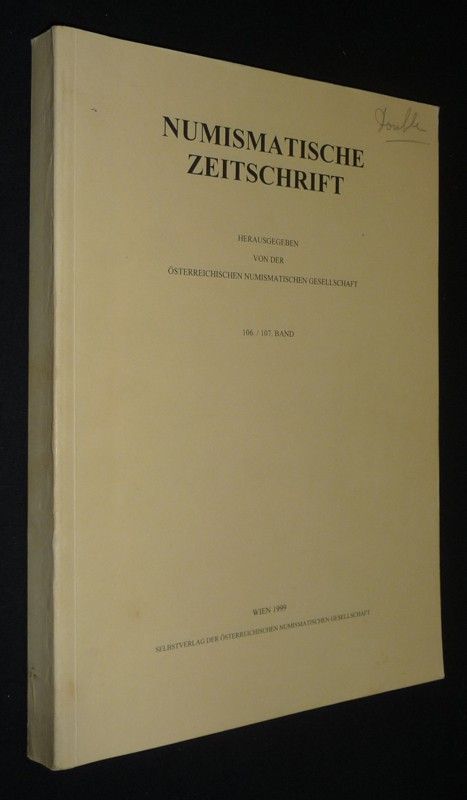 Double
NUMISMATISCHE
ZEITSCHRIFT
HERAUSGEGEBEN
VON DER
ÖSTERREICHISCHEN NUMISMATISCHEN GESELLSCHAFT
106. / 107. BAND
WIEN 1999
SELBSTVERLAG DER ÖSTERREICHISCHEN NUMISMATISCHEN GESELLSCHAFT